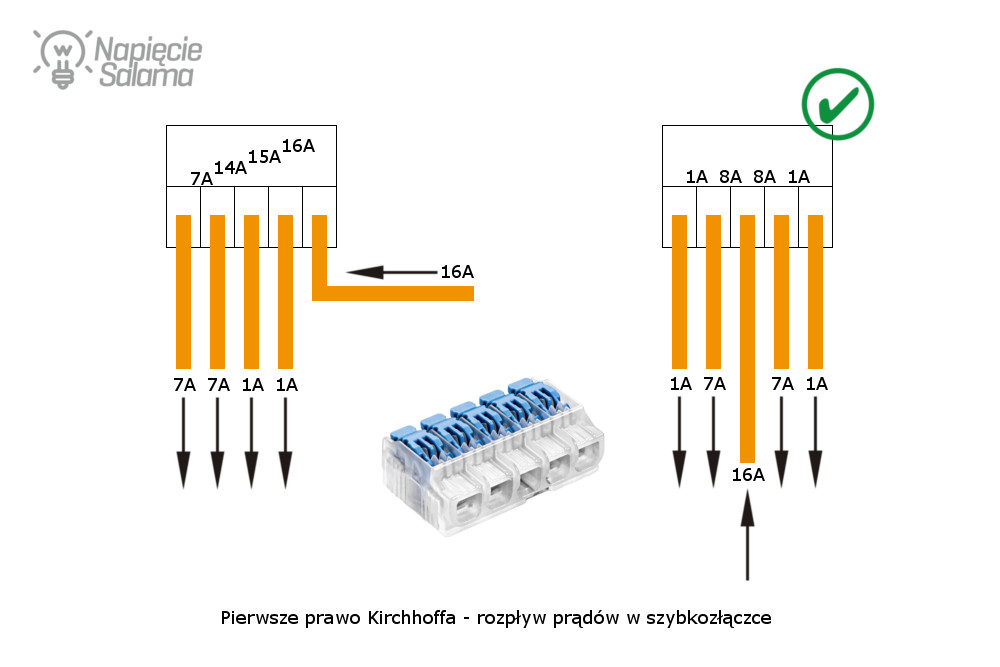 Napięcie
Salama
7A 14A 15A 16A
1A 8A 8A 1A
16A
7A 7A 1A 1A
1A 7A 7A 1A
16A
Pierwsze prawo Kirchhoffa - rozpływ prądów w szybkozłączce